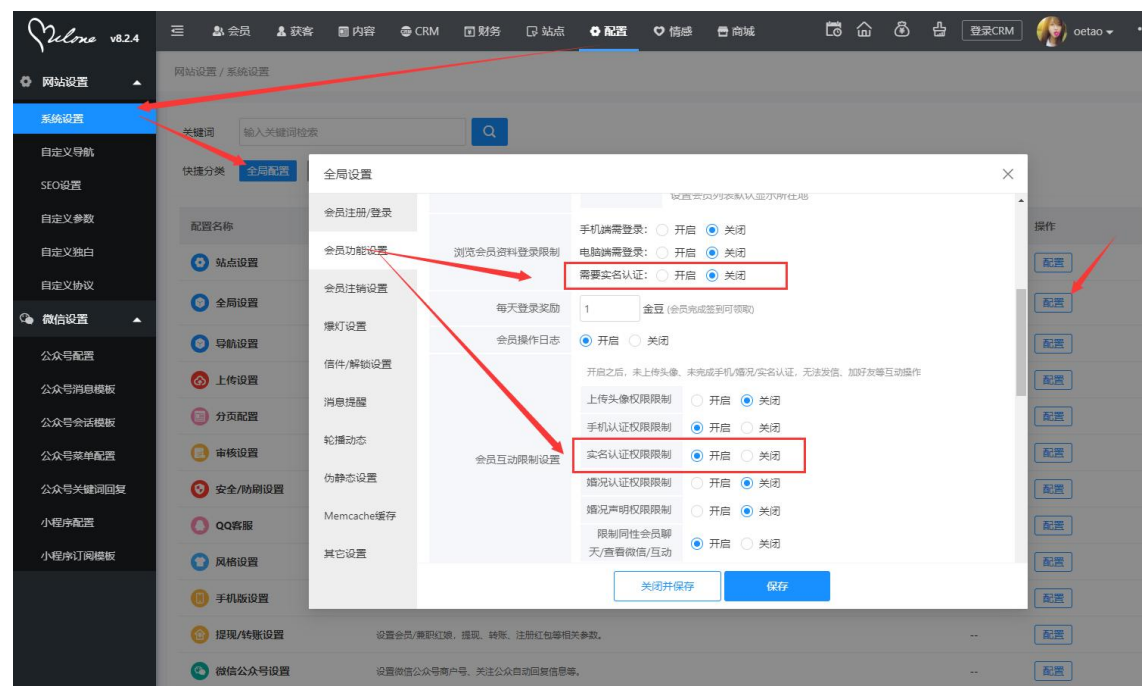 Milone v8.2.4
会员 获客 内容 CRM 财务 站点 配置 情感 商城 登录CRM oetao
网站设置
系统设置
自定义导航
SEO设置
自定义参数
自定义独白
自定义协议
微信设置
公众号配置
公众号消息模板
公众号会话模板
公众号菜单配置
公众号关键词回复
小程序配置
小程序订阅模板
网站设置 / 系统设置
关键词 输入关键词检索
快捷分类 全局配置
配置名称 操作
站点设置 配置
全局设置 配置
导航设置 配置
上传设置 配置
分页配置 配置
审核设置 配置
安全/防刷设置 配置
QQ客服 配置
风格设置 配置
手机版设置 配置
提现/转账设置 设置会员/兼职红娘,提现、转账、注册红包等相关参数。 -- 配置
微信公众号设置 设置微信公众号商户号、关注公众自动回复信息等。 -- 配置
全局设置
会员注册/登录
会员功能设置
会员注销设置
爆灯设置
信件/解锁设置
消息提醒
轮播动态
伪静态设置
Memcache缓存
其它设置
设置会员列表默认显示所在地
浏览会员资料登录限制
手机端需登录: 开启 关闭
电脑端需登录: 开启 关闭
需要实名认证: 开启 关闭
每天登录奖励 1 金豆 (会员完成签到可领取)
会员操作日志 开启 关闭
会员互动限制设置
开启之后,未上传头像、未完成手机/婚况/实名认证,无法发信、加好友等互动操作
上传头像权限限制 开启 关闭
手机认证权限限制 开启 关闭
实名认证权限限制 开启 关闭
婚况认证权限限制 开启 关闭
婚况声明权限限制 开启 关闭
限制同性会员聊
天/查看微信/互动 开启 关闭
关闭并保存 保存